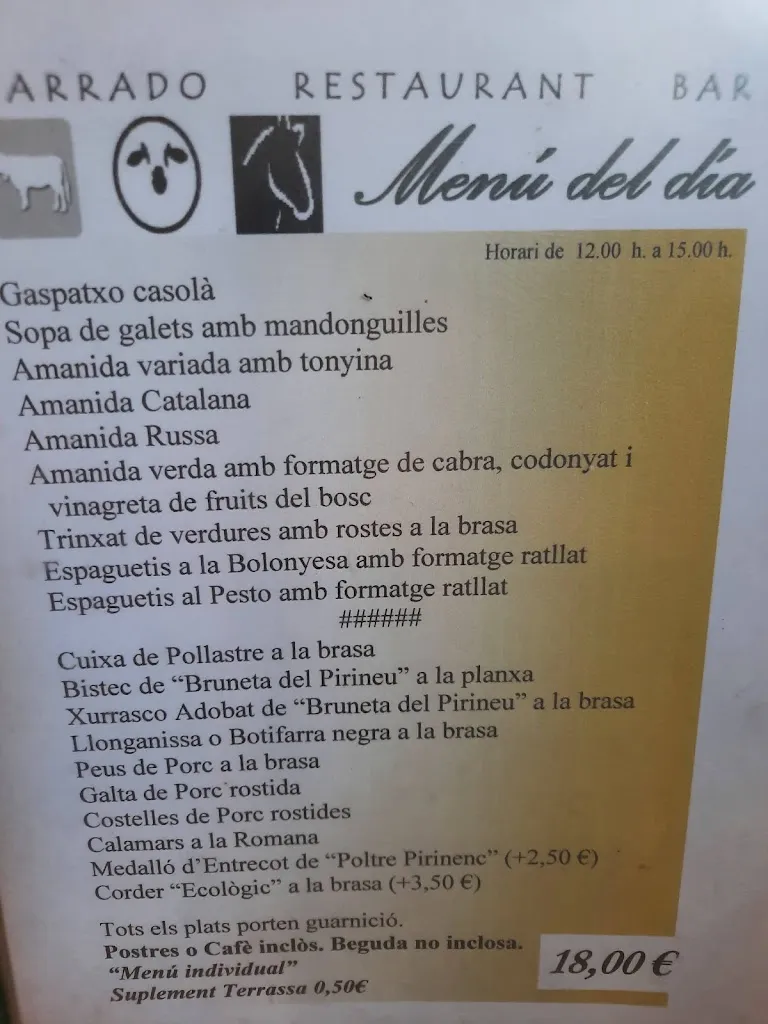 ARRADO RESTAURANT BAR
Menú del día
Horari de 12.00 h. a 15.00 h.
Gaspatxo casolà
Sopa de galets amb mandonguilles
Amanida variada amb tonyina
Amanida Catalana
Amanida Russa
Amanida verda amb formatge de cabra, codonyat i
vinagreta de fruits del bosc
Trinxat de verdures amb rostes a la brasa
Espaguetis a la Bolonyesa amb formatge ratllat
Espaguetis al Pesto amb formatge ratllat
######
Cuixa de Pollastre a la brasa
Bistec de “Bruneta del Pirineu” a la planxa
Xurrasco Adobat de “Bruneta del Pirineu” a la brasa
Llonganissa o Botifarra negra a la brasa
Peus de Porc a la brasa
Galta de Porc rostida
Costelles de Porc rostides
Calamars a la Romana
Medalló d’Entrecot de “Poltre Pirinenc” (+2,50 €)
Corder “Ecològic” a la brasa (+3,50 €)
Tots els plats porten guarnició.
Postres o Cafè inclòs. Beguda no inclosa.
“Menú individual”
Suplement Terrassa 0,50€
18,00 €